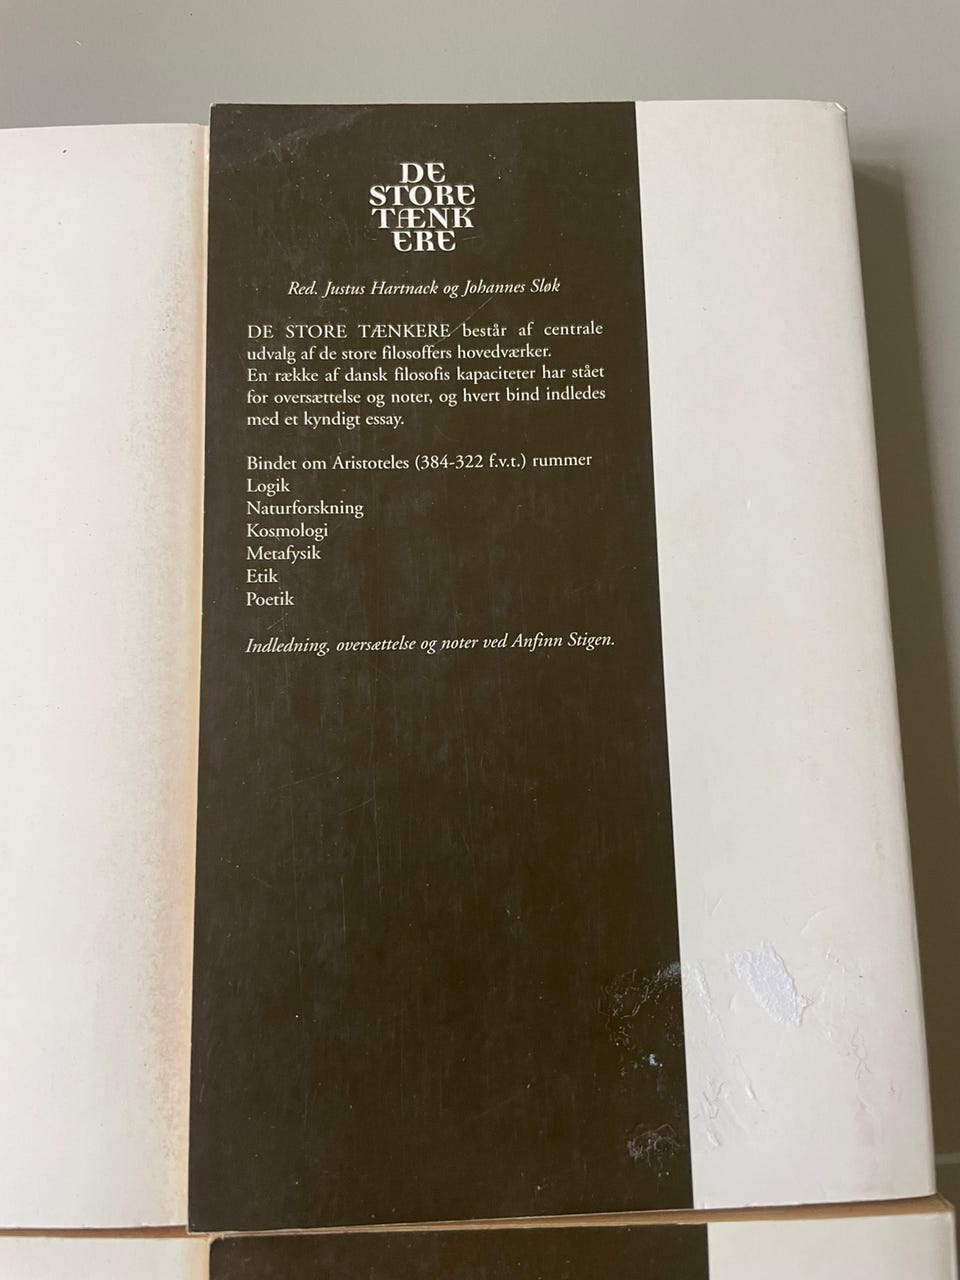 DE
STORE
TÆNK
ERE
Red. Justus Hartnack og Johannes Sløk
DE STORE TÆNKERE består af centrale
udvalg af de store filosoffers hovedværker.
En række af dansk filosofis kapaciteter har stået
for oversættelse og noter, og hvert bind indledes
med et kyndigt essay.
Bindet om Aristoteles (384-322 f.v.t.) rummer
Logik
Naturforskning
Kosmologi
Metafysik
Etik
Poetik
Indledning, oversættelse og noter ved Anfinn Stigen.